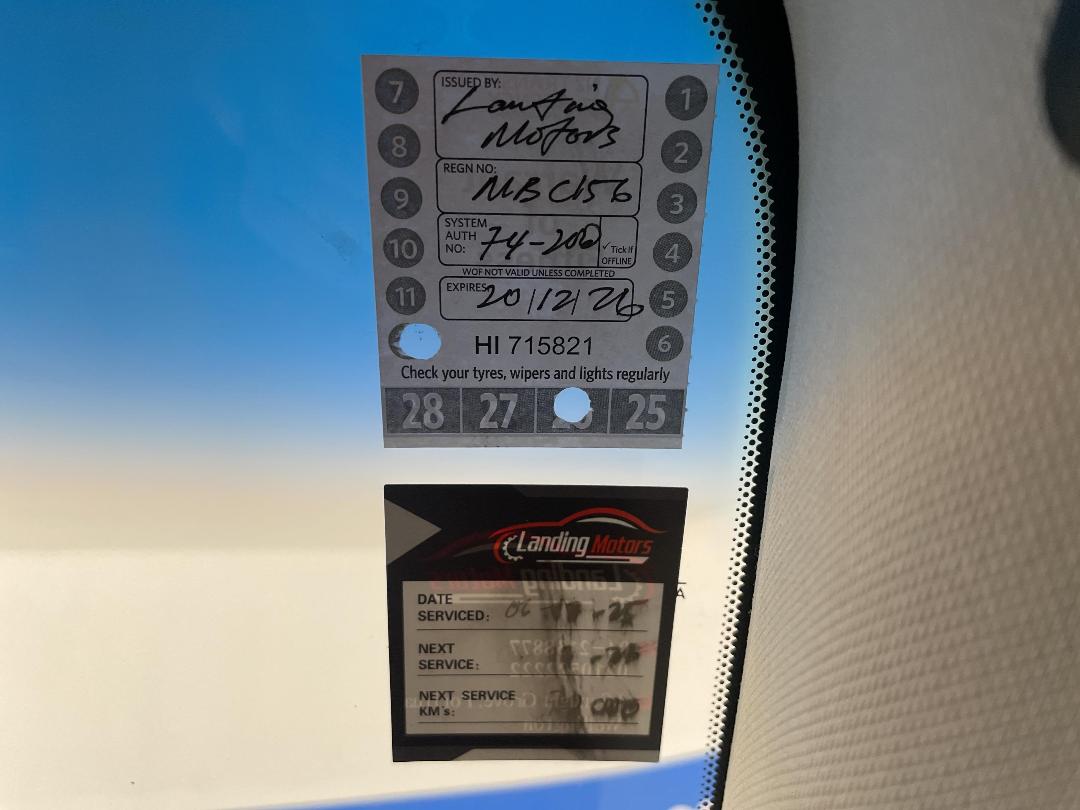 7
8
9
10
11
1
2
3
4
5
6
ISSUED BY:
Landing
Motors
REGN NO:
MBC156
SYSTEM
AUTH
NO: 74-200
✓ Tick if
OFFLINE
WOF NOT VALID UNLESS COMPLETED
EXPIRES 20/12/26
HI 715821
Check your tyres, wipers and lights regularly
28 27 25
Landing Motors
DATE
SERVICED:
NEXT
SERVICE:
NEXT SERVICE
KM's: